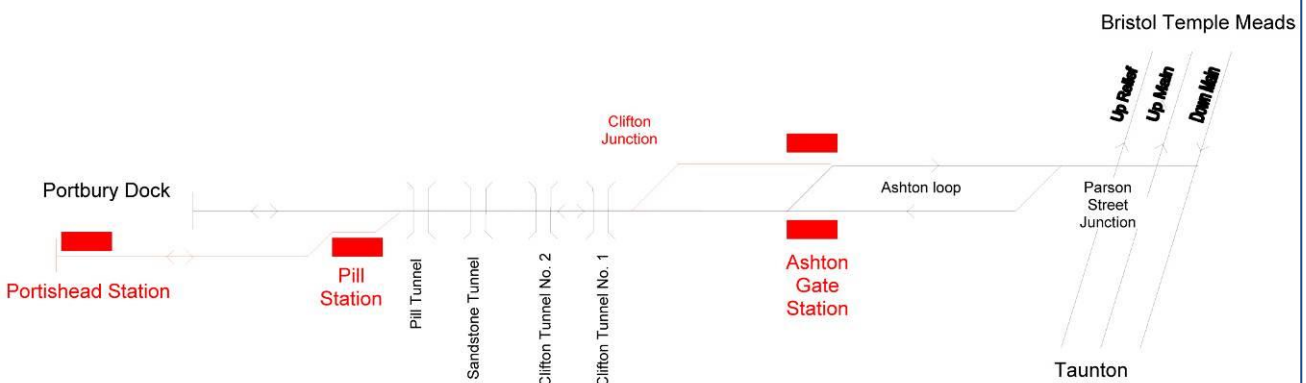 Bristol Temple Meads
Up Relief
Up Main
Down Main
Clifton
Junction
Portbury Dock
Ashton loop
Parson
Street
Junction
Portishead Station
Pill
Station
Pill Tunnel
Sandstone Tunnel
Clifton Tunnel No. 2
Clifton Tunnel No. 1
Ashton
Gate
Station
Taunton